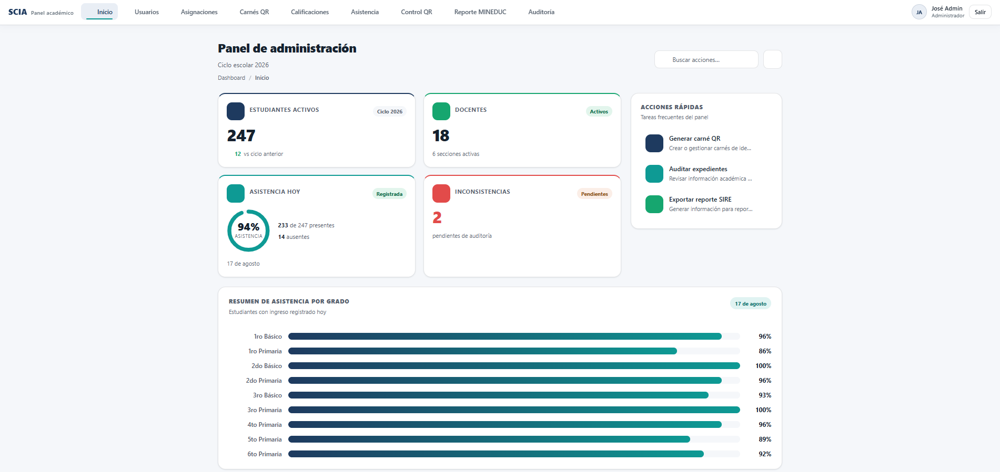 SCIA Panel académico Inicio Usuarios Asignaciones Carnés QR Calificaciones Asistencia Control QR Reporte MINEDUC Auditoría JA José Admin Salir
Administrador
Panel de administración
Ciclo escolar 2026
Buscar acciones...
Dashboard / Inicio
ESTUDIANTES ACTIVOS
Ciclo 2026
247
12 vs ciclo anterior
DOCENTES
Activos
18
6 secciones activas
ACCIONES RÁPIDAS
Tareas frecuentes del panel
Generar carné QR
Crear o gestionar carnés de ide...
Auditar expedientes
Revisar información académica ...
Exportar reporte SIRE
Generar información para repor...
ASISTENCIA HOY
Registrada
94%
ASISTENCIA
233 de 247 presentes
14 ausentes
17 de agosto
INCONSISTENCIAS
Pendientes
2
pendientes de auditoría
RESUMEN DE ASISTENCIA POR GRADO
17 de agosto
Estudiantes con ingreso registrado hoy
1ro Básico 96%
1ro Primaria 86%
2do Básico 100%
2do Primaria 96%
3ro Básico 93%
3ro Primaria 100%
4to Primaria 96%
5to Primaria 89%
6to Primaria 92%